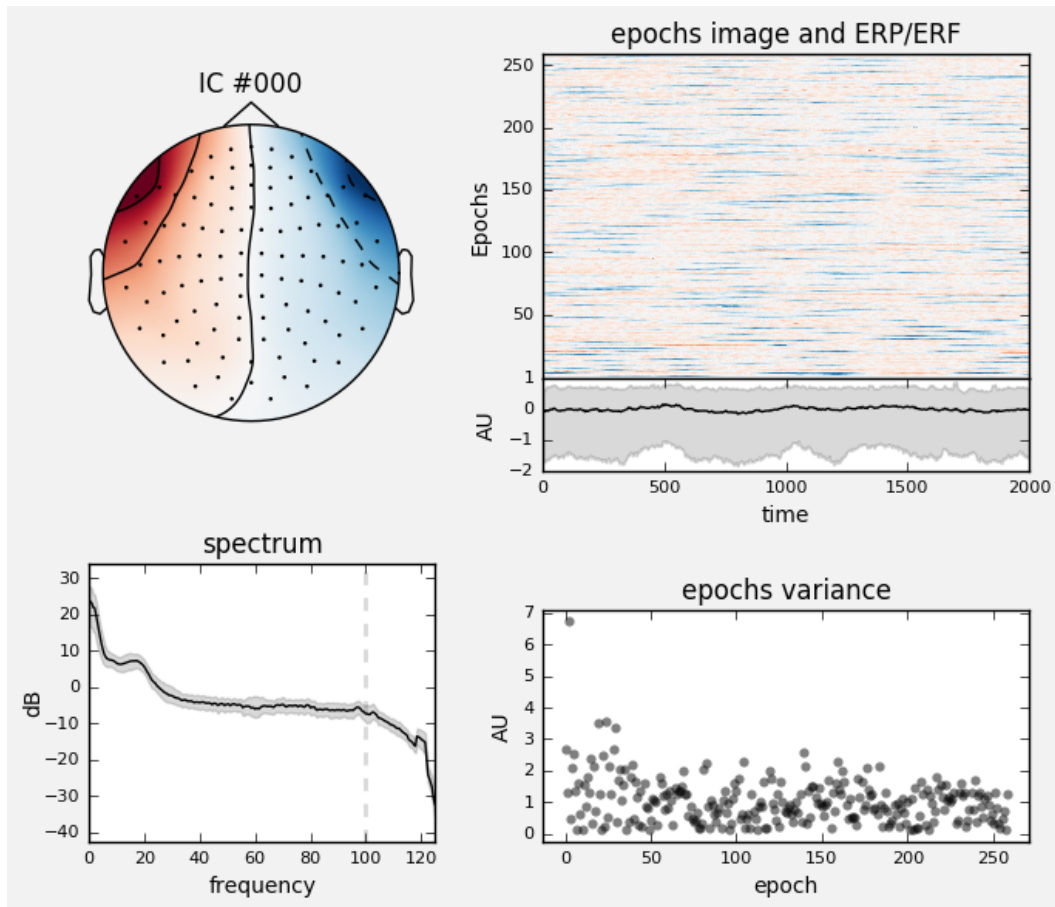 IC #000
epochs image and ERP/ERF
Epochs
250
200
150
100
50
1
AU
0
−1
−2
0 500 1000 1500 2000
time
spectrum
dB
30
20
10
0
−10
−20
−30
−40
0 20 40 60 80 100 120
frequency
epochs variance
AU
7
6
5
4
3
2
1
0
0 50 100 150 200 250
epoch